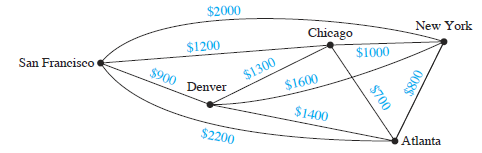 $2000
New York
Chicago
$1200
$1000
San Francisco
$900
$1300
Denver
$1600
$700
$800
$1400
$2200
Atlanta